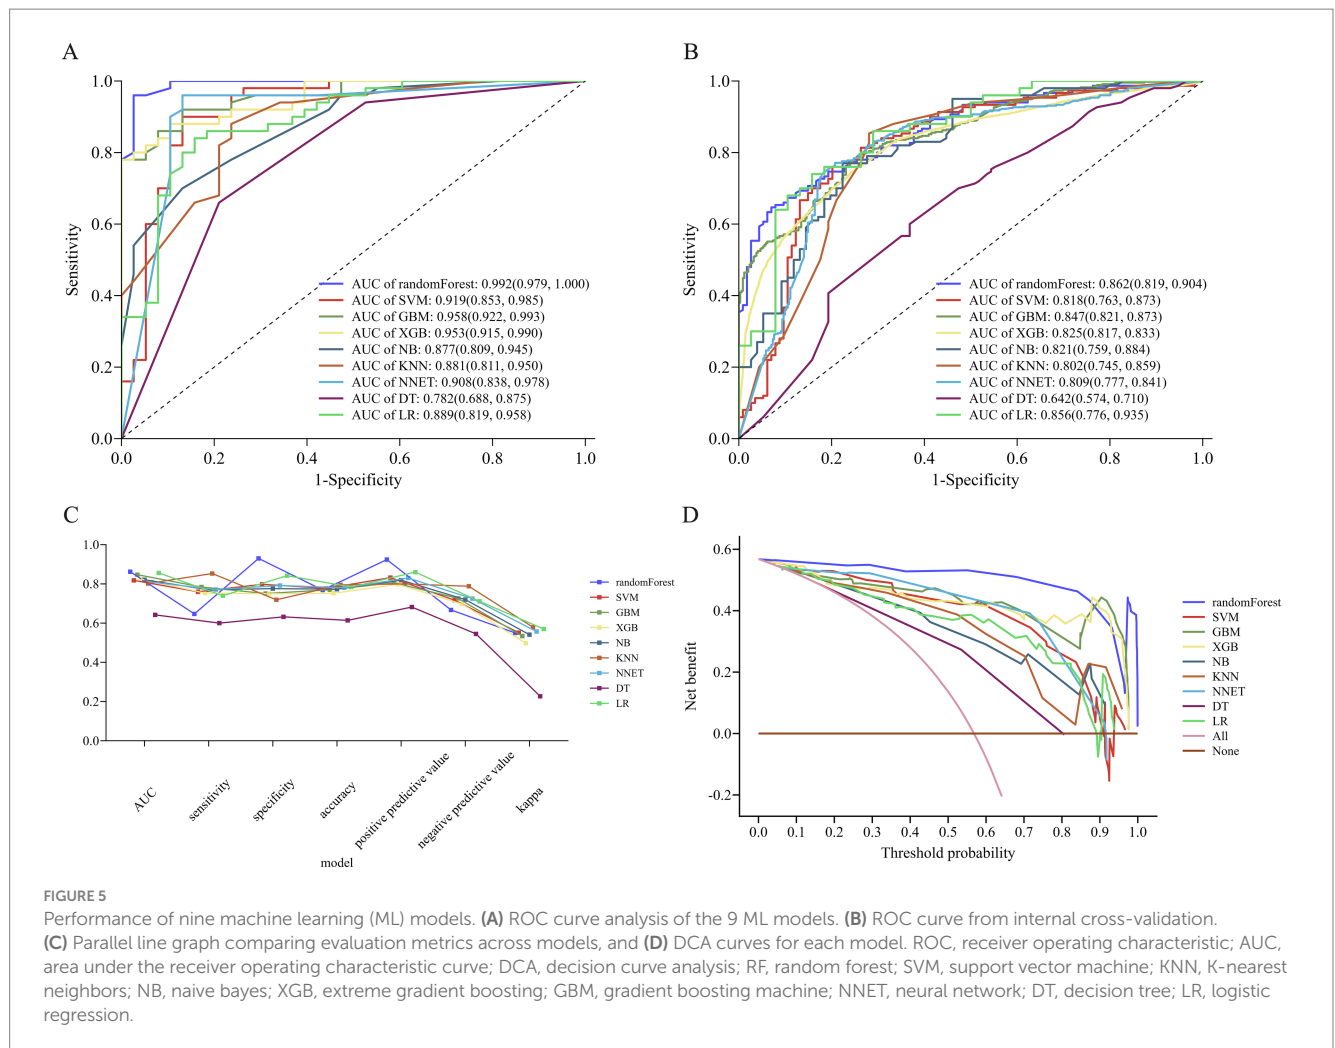 A
1.0
0.8
0.6
0.4
0.2
0.0
Sensitivity
AUC of randomForest: 0.992(0.979, 1.000)
AUC of SVM: 0.919(0.853, 0.985)
AUC of GBM: 0.958(0.922, 0.993)
AUC of XGB: 0.953(0.915, 0.990)
AUC of NB: 0.877(0.809, 0.945)
AUC of KNN: 0.881(0.811, 0.950)
AUC of NNET: 0.908(0.838, 0.978)
AUC of DT: 0.782(0.688, 0.875)
AUC of LR: 0.889(0.819, 0.958)
0.0 0.2 0.4 0.6 0.8 1.0
1-Specificity
B
1.0
0.8
0.6
0.4
0.2
0.0
Sensitivity
AUC of randomForest: 0.862(0.819, 0.904)
AUC of SVM: 0.818(0.763, 0.873)
AUC of GBM: 0.847(0.821, 0.873)
AUC of XGB: 0.825(0.817, 0.833)
AUC of NB: 0.821(0.759, 0.884)
AUC of KNN: 0.802(0.745, 0.859)
AUC of NNET: 0.809(0.777, 0.841)
AUC of DT: 0.642(0.574, 0.710)
AUC of LR: 0.856(0.776, 0.935)
0.0 0.2 0.4 0.6 0.8 1.0
1-Specificity
C
1.0
0.8
0.6
0.4
0.2
0.0
randomForest
SVM
GBM
XGB
NB
KNN
NNET
DT
LR
AUC
sensitivity
specificity
accuracy
positive predictive value
negative predictive value
kappa
model
D
0.6
0.4
0.2
0.0
-0.2
Net benefit
randomForest
SVM
GBM
XGB
NB
KNN
NNET
DT
LR
All
None
0.0 0.1 0.2 0.3 0.4 0.5 0.6 0.7 0.8 0.9 1.0
Threshold probability
FIGURE 5
Performance of nine machine learning (ML) models. (A) ROC curve analysis of the 9 ML models. (B) ROC curve from internal cross-validation.
(C) Parallel line graph comparing evaluation metrics across models, and (D) DCA curves for each model. ROC, receiver operating characteristic; AUC,
area under the receiver operating characteristic curve; DCA, decision curve analysis; RF, random forest; SVM, support vector machine; KNN, K-nearest
neighbors; NB, naive bayes; XGB, extreme gradient boosting; GBM, gradient boosting machine; NNET, neural network; DT, decision tree; LR, logistic
regression.